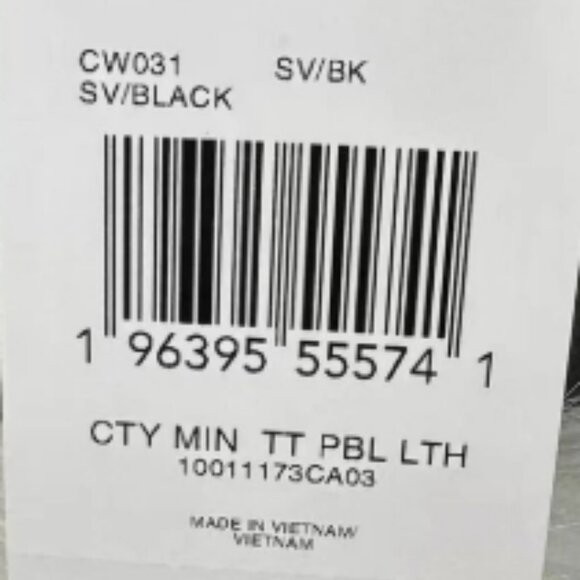 CW031 SV/BK
SV/BLACK
1 96395 55574 1
CTY MIN TT PBL LTH
10011173CA03
MADE IN VIETNAM/
VIETNAM